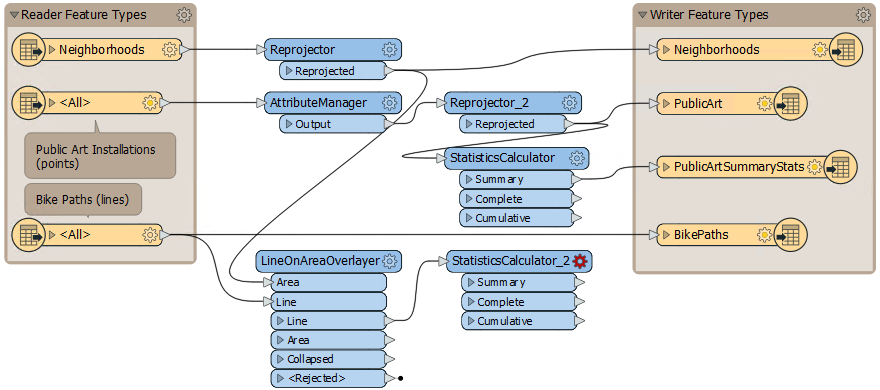 Reader Feature Types
Writer Feature Types
Neighborhoods
Reprojector
Reprojected
Neighborhoods
<All>
AttributeManager
Output
Reprojector_2
Reprojected
PublicArt
Public Art Installations
(points)
StatisticsCalculator
Summary
Complete
Cumulative
PublicArtSummaryStats
Bike Paths (lines)
<All>
BikePaths
LineOnAreaOverlayer
Area
Line
Line
Area
Collapsed
<Rejected>
StatisticsCalculator_2
Summary
Complete
Cumulative